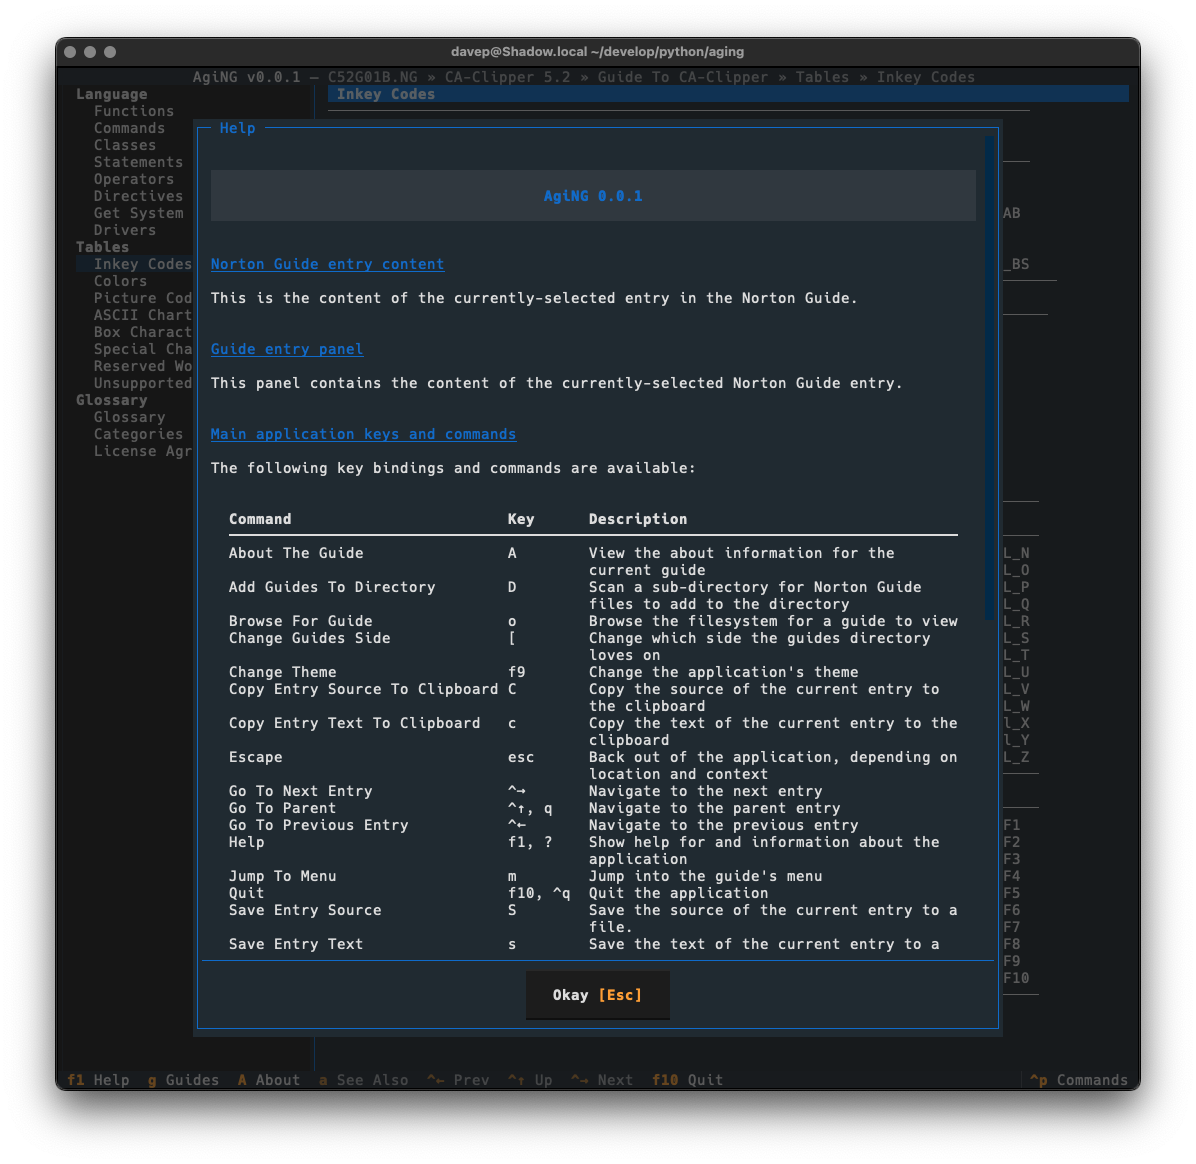 davep@Shadow.local ~/develop/python/aging
AgiNG v0.0.1 — C52G01B.NG » CA-Clipper 5.2 » Guide To CA-Clipper » Tables » Inkey Codes
Language
Functions
Commands
Classes
Statements
Operators
Directives
Get System
Drivers
Tables
Inkey Codes
Colors
Picture Cod
ASCII Chart
Box Charact
Special Cha
Reserved Wo
Unsupported
Glossary
Glossary
Categories
License Agr
Inkey Codes
Help
AgiNG 0.0.1
Norton Guide entry content
This is the content of the currently-selected entry in the Norton Guide.
Guide entry panel
This panel contains the content of the currently-selected Norton Guide entry.
Main application keys and commands
The following key bindings and commands are available:
Command Key Description
About The Guide A View the about information for the
current guide
Add Guides To Directory D Scan a sub-directory for Norton Guide
files to add to the directory
Browse For Guide o Browse the filesystem for a guide to view
Change Guides Side [ Change which side the guides directory
loves on
Change Theme f9 Change the application's theme
Copy Entry Source To Clipboard C Copy the source of the current entry to
the clipboard
Copy Entry Text To Clipboard c Copy the text of the current entry to the
clipboard
Escape esc Back out of the application, depending on
location and context
Go To Next Entry ^→ Navigate to the next entry
Go To Parent ^↑, q Navigate to the parent entry
Go To Previous Entry ^← Navigate to the previous entry
Help f1, ? Show help for and information about the
application
Jump To Menu m Jump into the guide's menu
Quit f10, ^q Quit the application
Save Entry Source S Save the source of the current entry to a
file.
Save Entry Text s Save the text of the current entry to a
Okay [Esc]
AB
_BS
L_N
L_O
L_P
L_Q
L_R
L_S
L_T
L_U
L_V
L_W
l_X
l_Y
L_Z
F1
F2
F3
F4
F5
F6
F7
F8
F9
F10
f1 Help g Guides A About a See Also ^← Prev ^↑ Up ^→ Next f10 Quit ^p Commands